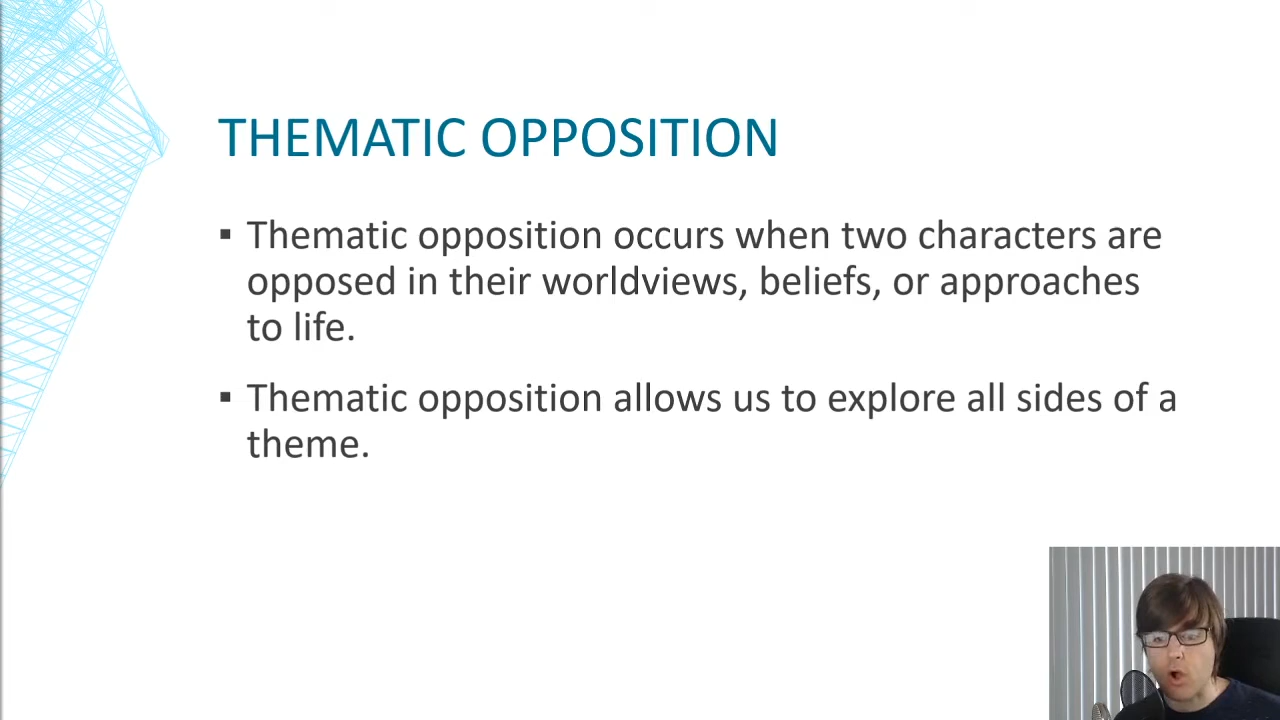 THEMATIC OPPOSITION
▪ Thematic opposition occurs when two characters are
opposed in their worldviews, beliefs, or approaches
to life.
▪ Thematic opposition allows us to explore all sides of a
theme.